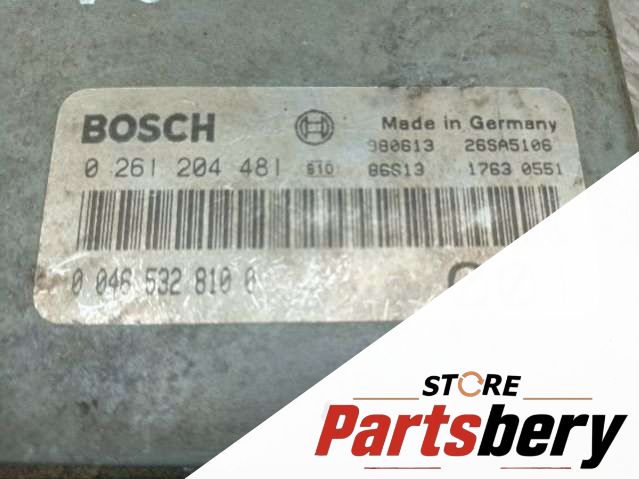 BOSCH
Made in Germany
980613 26SA5106
0 261 204 481 S10
86S13 1763 0551
0 046 532 810 0
STORE
Partsbery